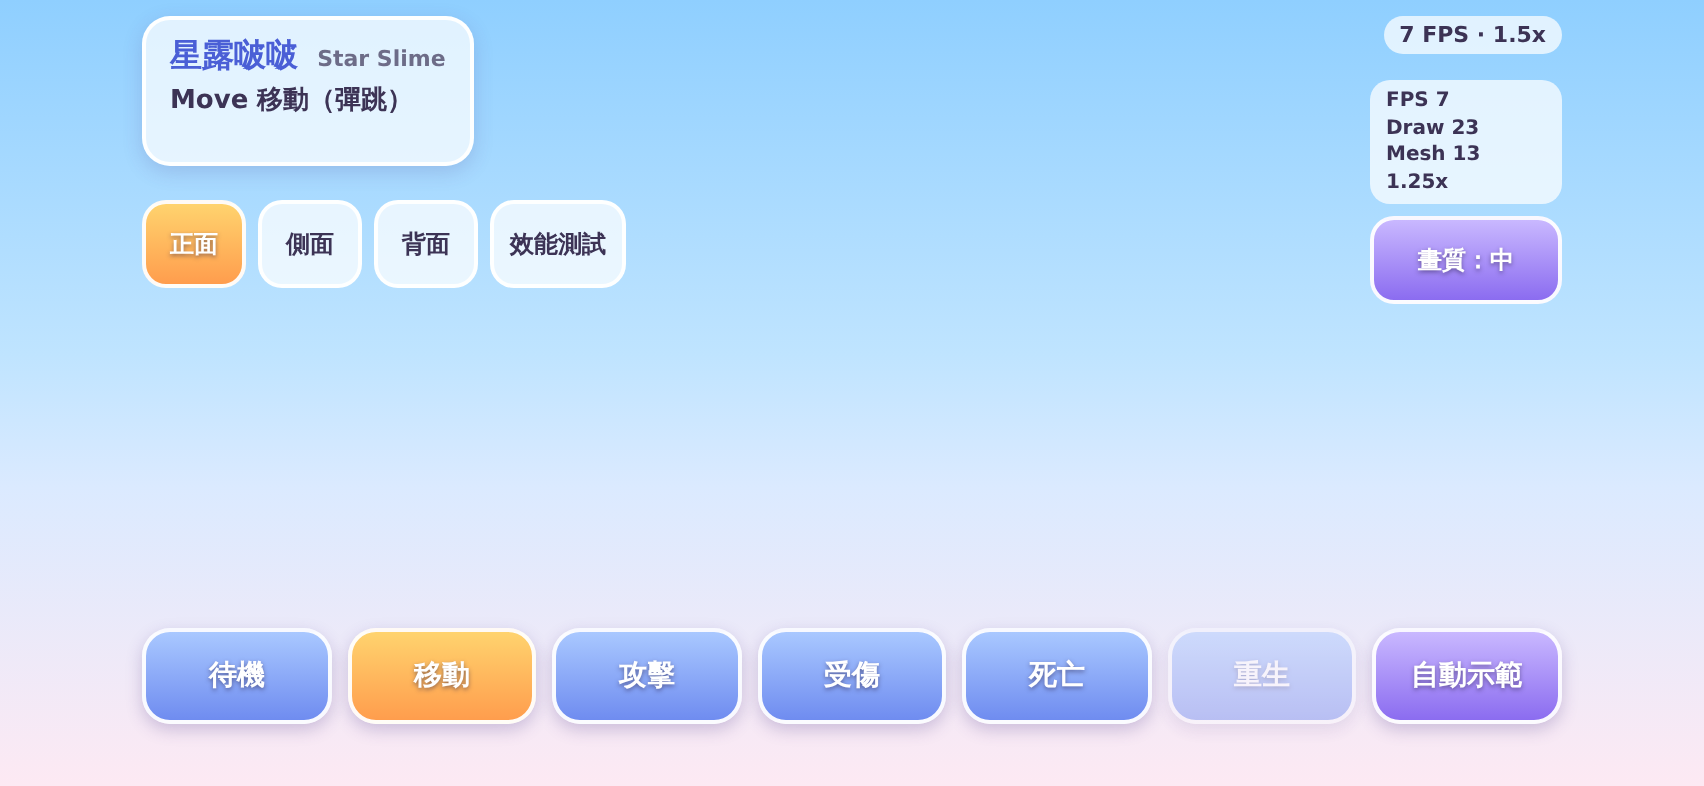 星露啵啵 Star Slime
Move 移動（彈跳）
7 FPS · 1.5x
FPS 7
Draw 23
Mesh 13
1.25x
正面
側面
背面
效能測試
畫質：中
待機
移動
攻擊
受傷
死亡
重生
自動示範